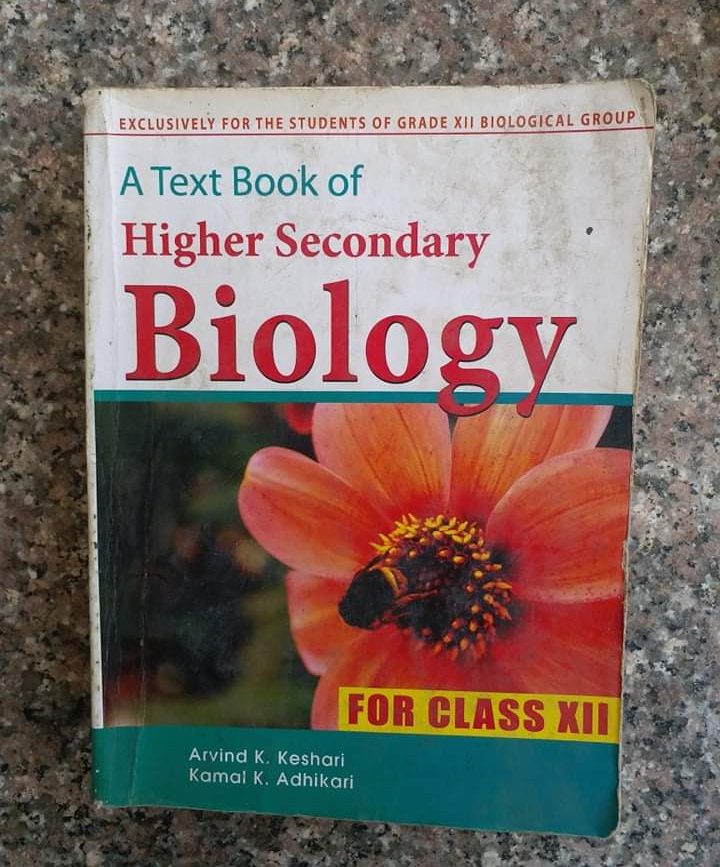 EXCLUSIVELY FOR THE STUDENTS OF GRADE XII BIOLOGICAL GROUP
A Text Book of
Higher Secondary
Biology
FOR CLASS XII
Arvind K. Keshari
Kamal K. Adhikari